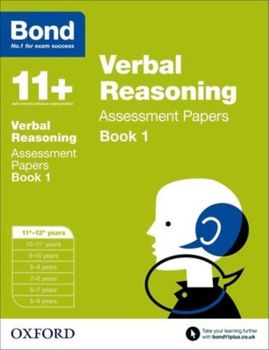 Bond
No.1 for exam success
11+
Verbal
Reasoning
Assessment
Papers
Book 1
11+-12+ years
10-11+ years
9-10 years
8-9 years
7-8 years
6-7 years
5-6 years
OXFORD
Verbal
Reasoning
Assessment Papers
Book 1
Take your learning further
with bond11plus.co.uk